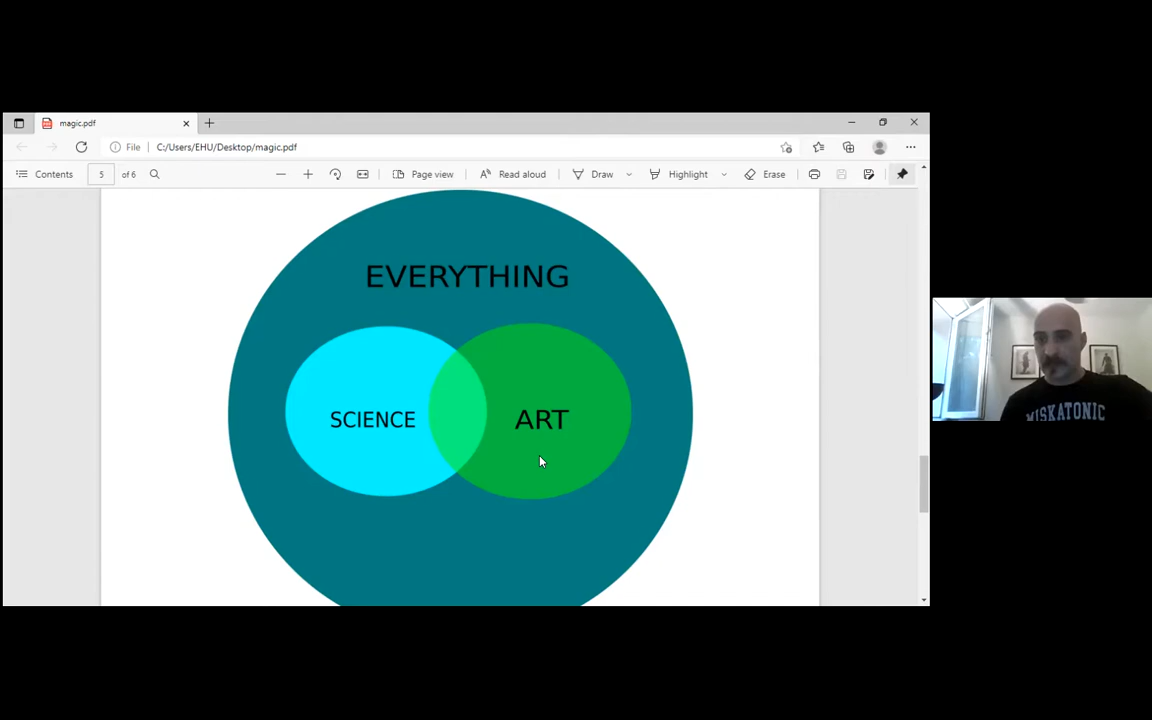 magic.pdf
File C:/Users/EHU/Desktop/magic.pdf
Contents 5 of 6 Page view Read aloud Draw Highlight Erase
EVERYTHING
SCIENCE
ART
MISKATONIC